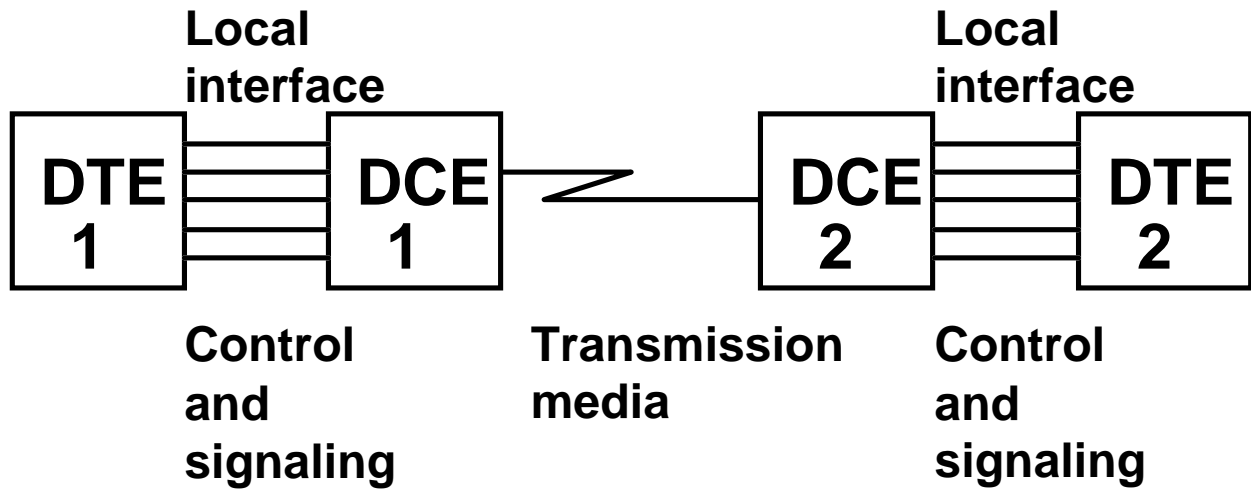 Local
interface
Local
interface
DTE
1
DCE
1
DCE
2
DTE
2
Control
and
signaling
Transmission
media
Control
and
signaling